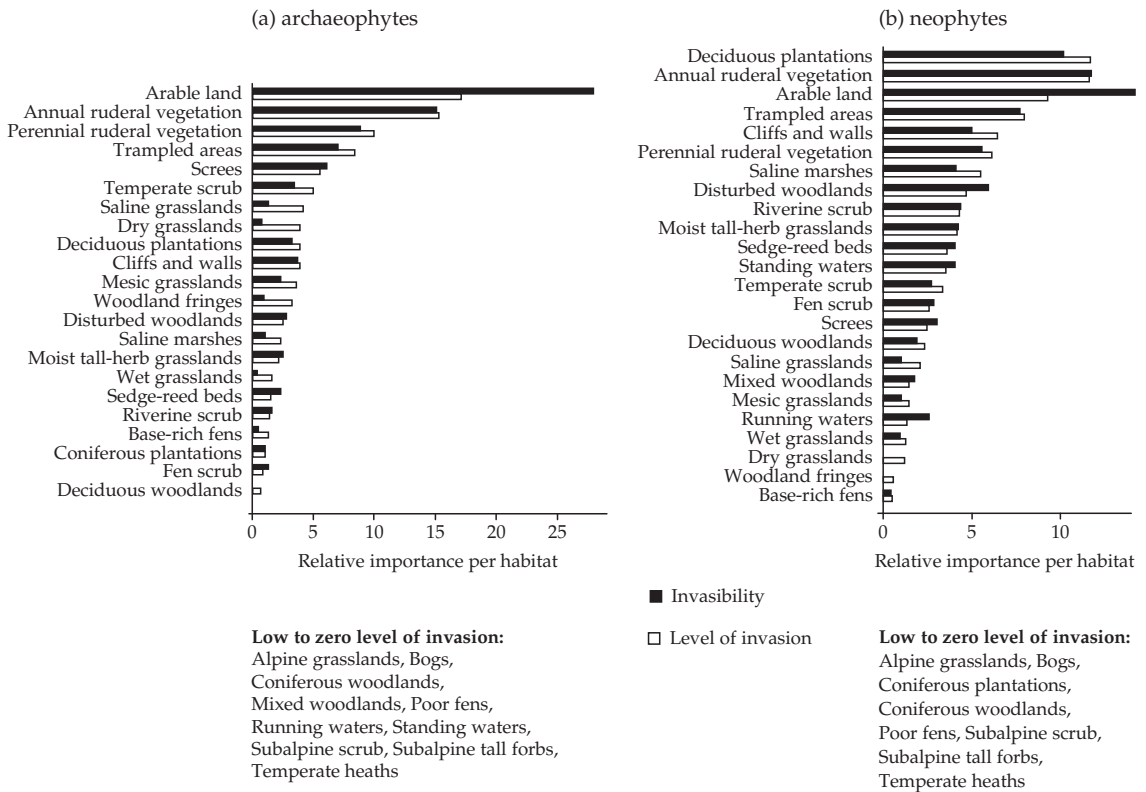 (a) archaeophytes
Arable land
Annual ruderal vegetation
Perennial ruderal vegetation
Trampled areas
Screes
Temperate scrub
Saline grasslands
Dry grasslands
Deciduous plantations
Cliffs and walls
Mesic grasslands
Woodland fringes
Disturbed woodlands
Saline marshes
Moist tall-herb grasslands
Wet grasslands
Sedge-reed beds
Riverine scrub
Base-rich fens
Coniferous plantations
Fen scrub
Deciduous woodlands
0 5 10 15 20 25
Relative importance per habitat
Low to zero level of invasion:
Alpine grasslands, Bogs,
Coniferous woodlands,
Mixed woodlands, Poor fens,
Running waters, Standing waters,
Subalpine scrub, Subalpine tall forbs,
Temperate heaths
(b) neophytes
Deciduous plantations
Annual ruderal vegetation
Arable land
Trampled areas
Cliffs and walls
Perennial ruderal vegetation
Saline marshes
Disturbed woodlands
Riverine scrub
Moist tall-herb grasslands
Sedge-reed beds
Standing waters
Temperate scrub
Fen scrub
Screes
Deciduous woodlands
Saline grasslands
Mixed woodlands
Mesic grasslands
Running waters
Wet grasslands
Dry grasslands
Woodland fringes
Base-rich fens
0 5 10
Relative importance per habitat
Invasibility
Level of invasion
Low to zero level of invasion:
Alpine grasslands, Bogs,
Coniferous plantations,
Coniferous woodlands,
Poor fens, Subalpine scrub,
Subalpine tall forbs,
Temperate heaths